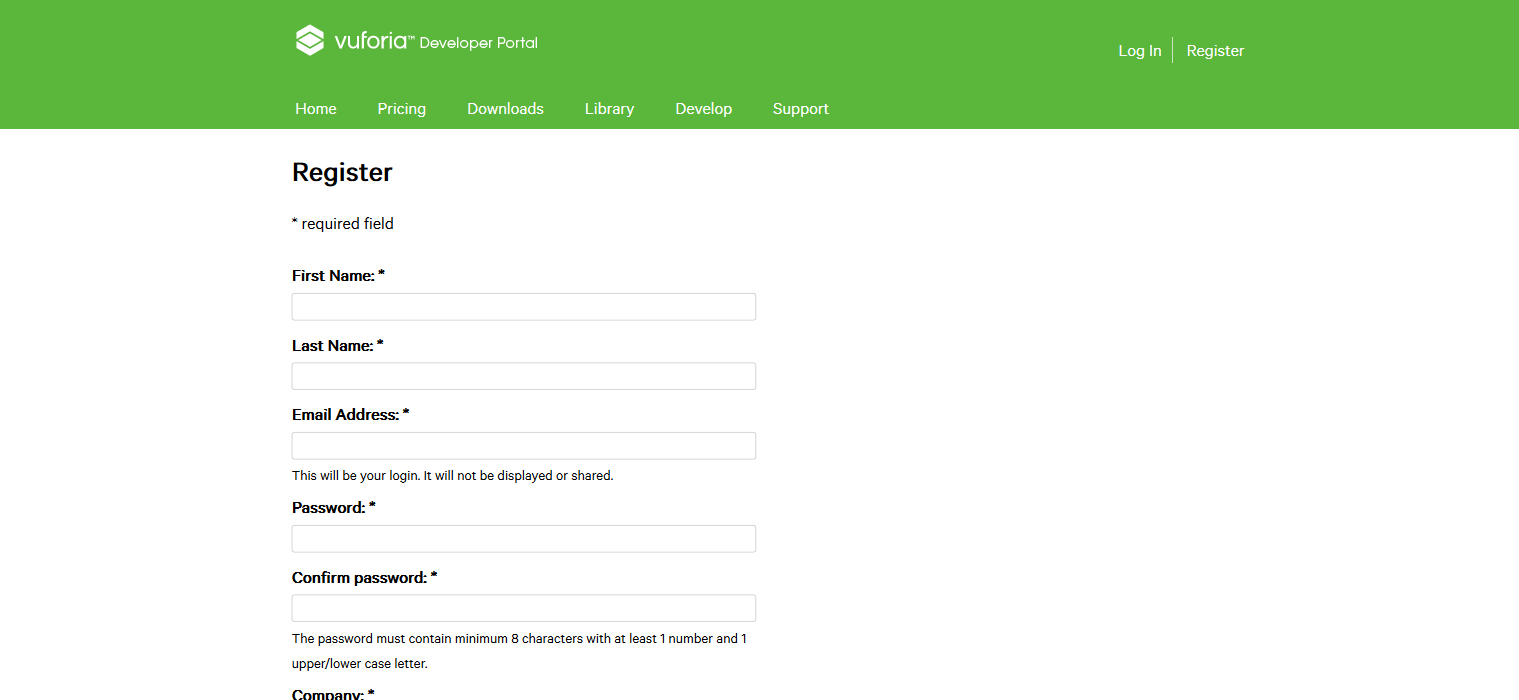 vuforia™ Developer Portal
Log In
Register
Home
Pricing
Downloads
Library
Develop
Support
Register
* required field
First Name: *
Last Name: *
Email Address: *
This will be your login. It will not be displayed or shared.
Password: *
Confirm password: *
The password must contain minimum 8 characters with at least 1 number and 1
upper/lower case letter.
Company: *